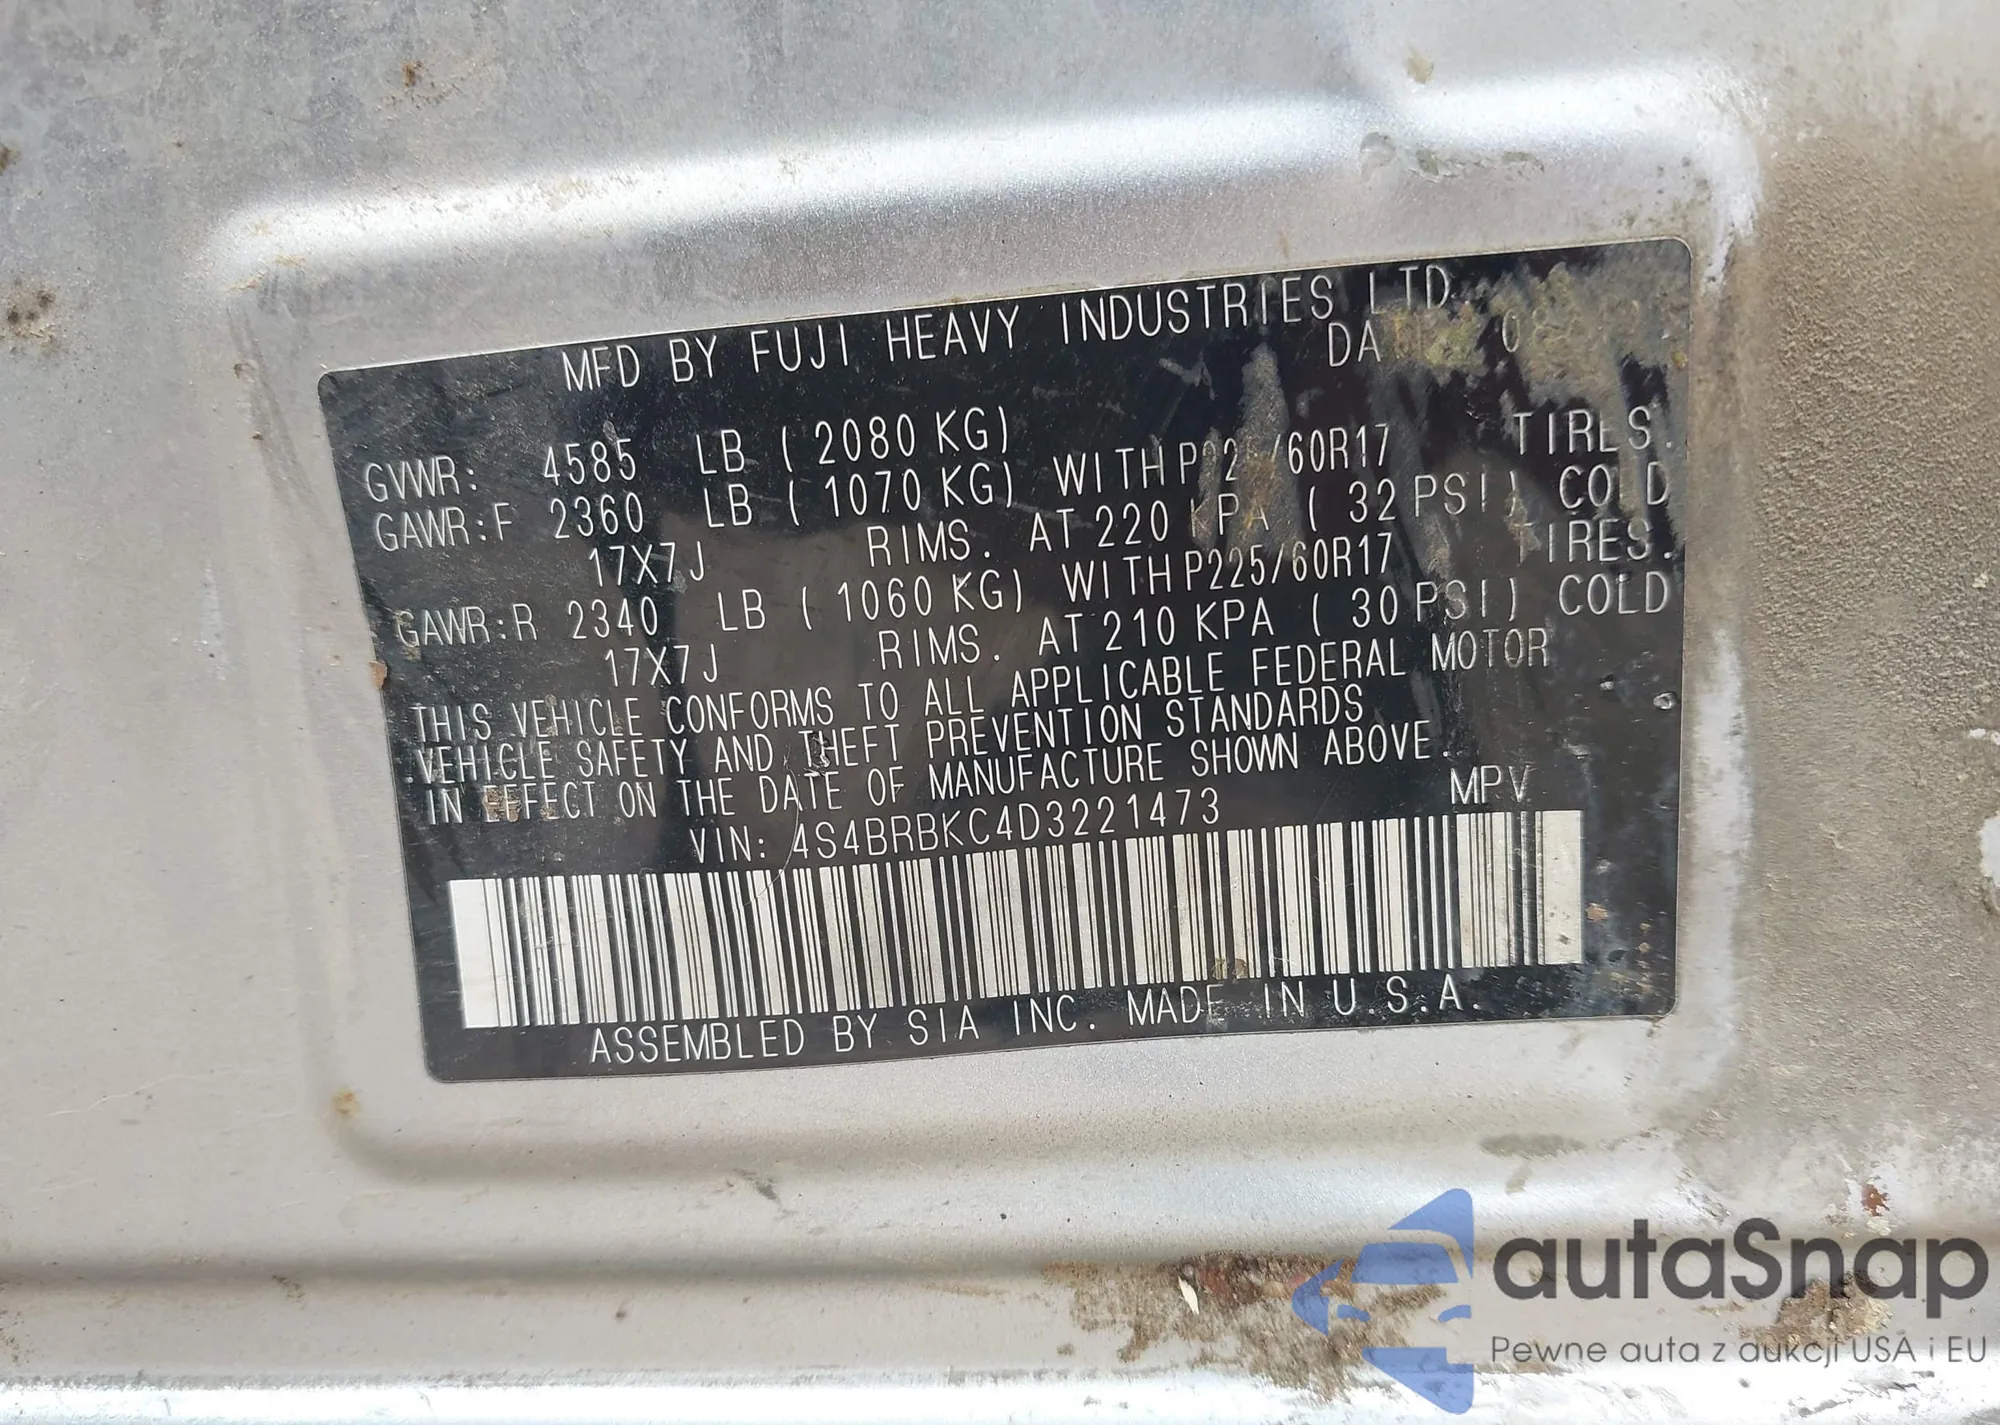 MFD BY FUJI HEAVY INDUSTRIES LTD.
GVWR: 4585 LB ( 2080 KG)
GAWR:F 2360 LB ( 1070 KG) WITH P225/60R17 TIRES.
17X7J RIMS. AT 220 KPA ( 32 PSI) COLD
GAWR:R 2340 LB ( 1060 KG) WITH P225/60R17 TIRES.
17X7J RIMS. AT 210 KPA ( 30 PSI) COLD
THIS VEHICLE CONFORMS TO ALL APPLICABLE FEDERAL MOTOR
VEHICLE SAFETY AND THEFT PREVENTION STANDARDS
IN EFFECT ON THE DATE OF MANUFACTURE SHOWN ABOVE.
VIN: 4S4BRBKC4D3221473 MPV
ASSEMBLED BY SIA INC. MADE IN U.S.A.
autaSnap
Pewne auta z aukcji USA i EU